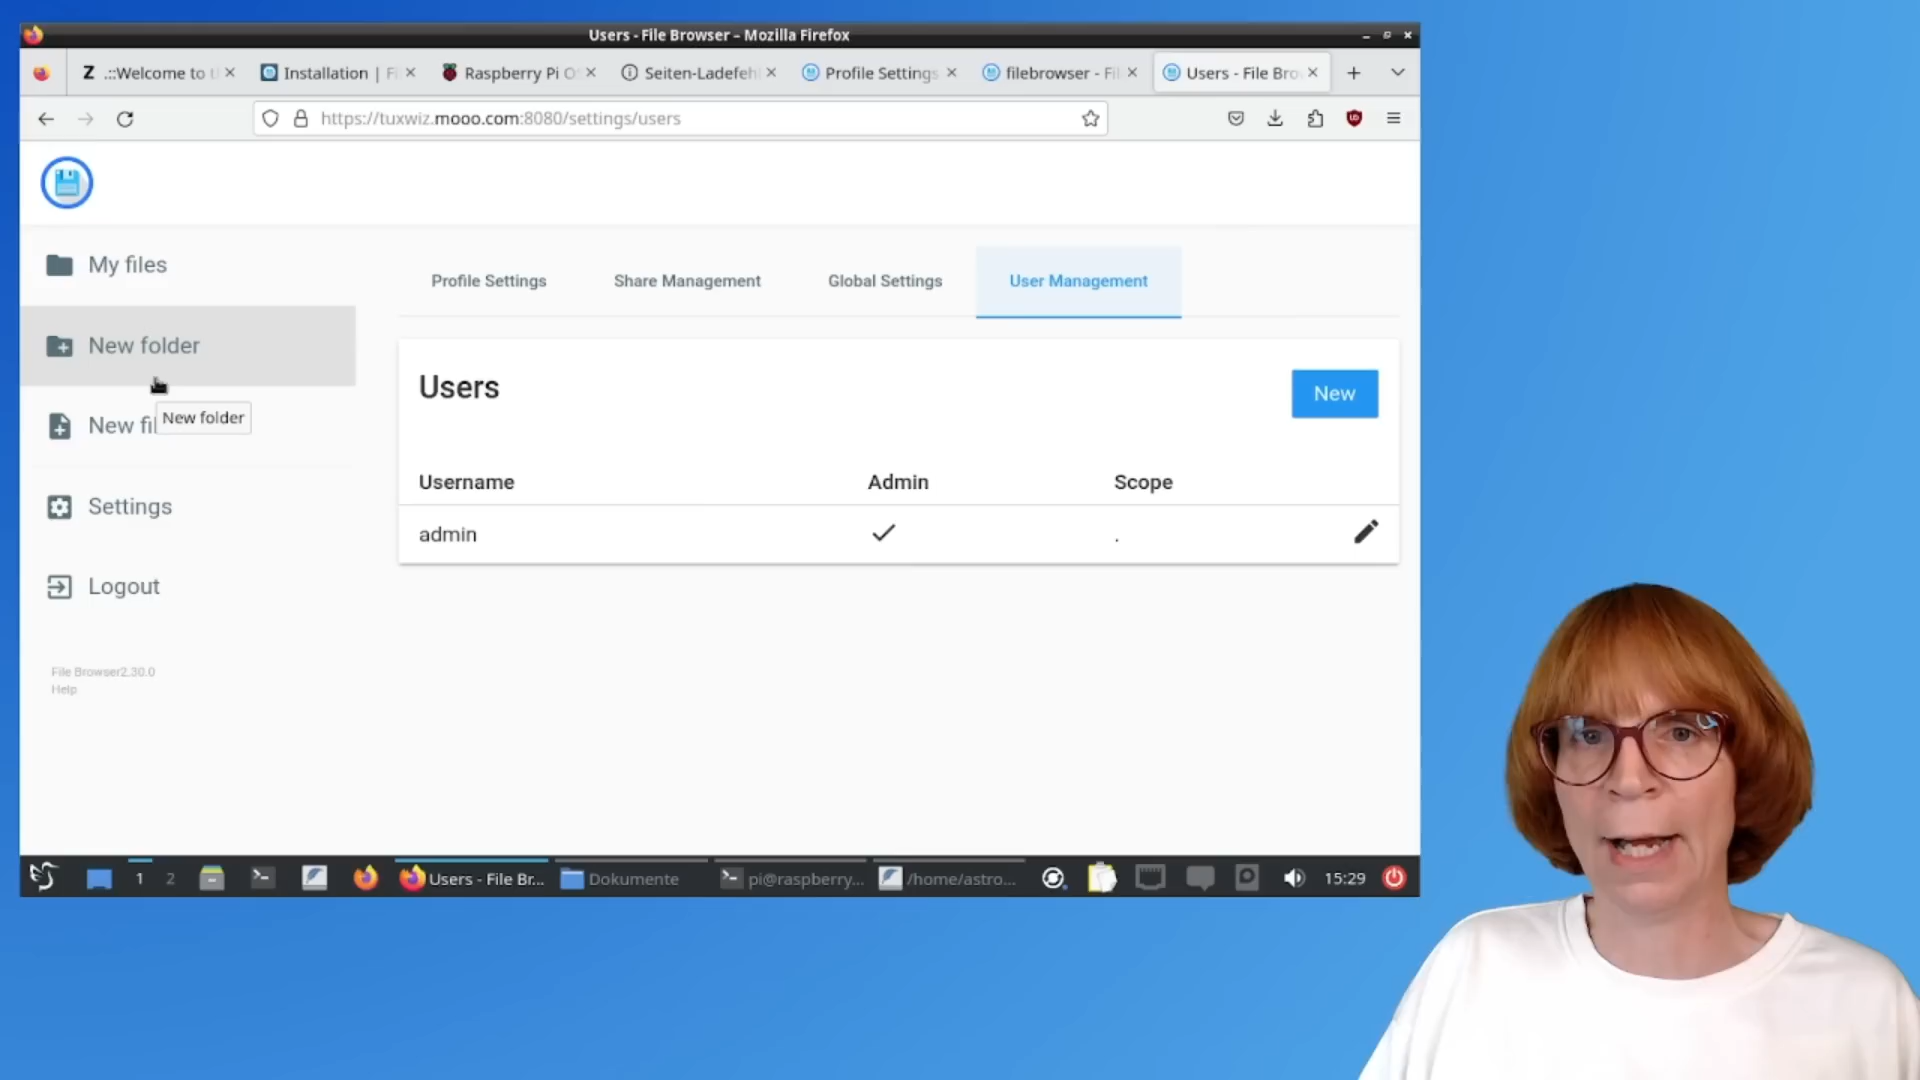 Users - File Browser – Mozilla Firefox
Z .::Welcome to t
Installation | Fi
Raspberry Pi O
Seiten-Ladefehl
Profile Settings
filebrowser - Fil
Users - File Bro
https://tuxwiz.mooo.com:8080/settings/users
My files
New folder
New fil
New folder
Settings
Logout
File Browser2.30.0
Help
Profile Settings
Share Management
Global Settings
User Management
Users
New
Username Admin Scope
admin .
1 2
Users - File Br...
Dokumente
pi@raspberry...
/home/astro...
15:29